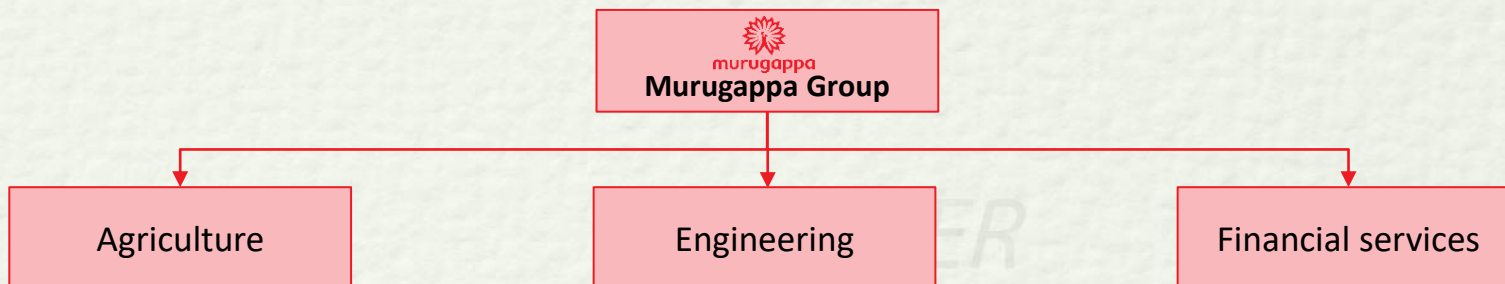 murugappa
Murugappa Group
Agriculture
Engineering
Financial services